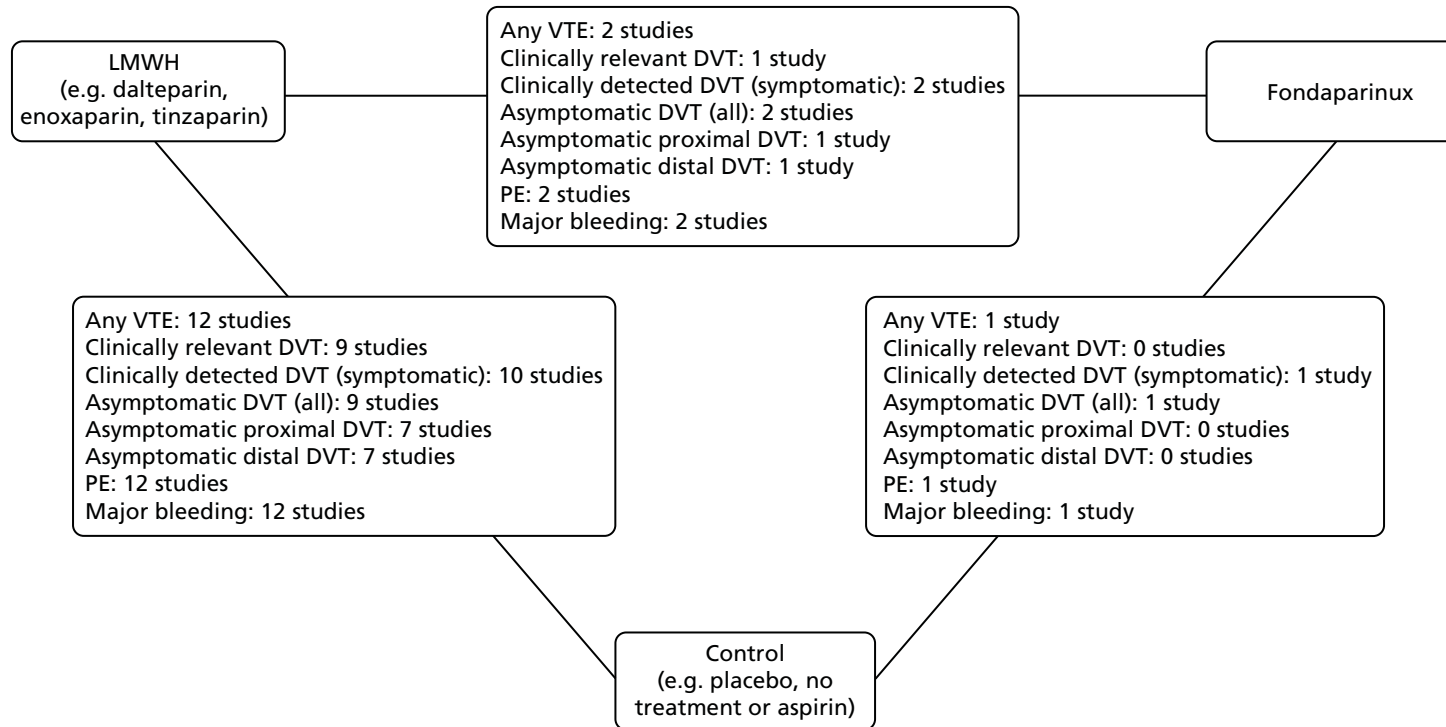 LMWH
(e.g. dalteparin,
enoxaparin, tinzaparin)
Any VTE: 2 studies
Clinically relevant DVT: 1 study
Clinically detected DVT (symptomatic): 2 studies
Asymptomatic DVT (all): 2 studies
Asymptomatic proximal DVT: 1 study
Asymptomatic distal DVT: 1 study
PE: 2 studies
Major bleeding: 2 studies
Fondaparinux
Any VTE: 12 studies
Clinically relevant DVT: 9 studies
Clinically detected DVT (symptomatic): 10 studies
Asymptomatic DVT (all): 9 studies
Asymptomatic proximal DVT: 7 studies
Asymptomatic distal DVT: 7 studies
PE: 12 studies
Major bleeding: 12 studies
Any VTE: 1 study
Clinically relevant DVT: 0 studies
Clinically detected DVT (symptomatic): 1 study
Asymptomatic DVT (all): 1 study
Asymptomatic proximal DVT: 0 studies
Asymptomatic distal DVT: 0 studies
PE: 1 study
Major bleeding: 1 study
Control
(e.g. placebo, no
treatment or aspirin)